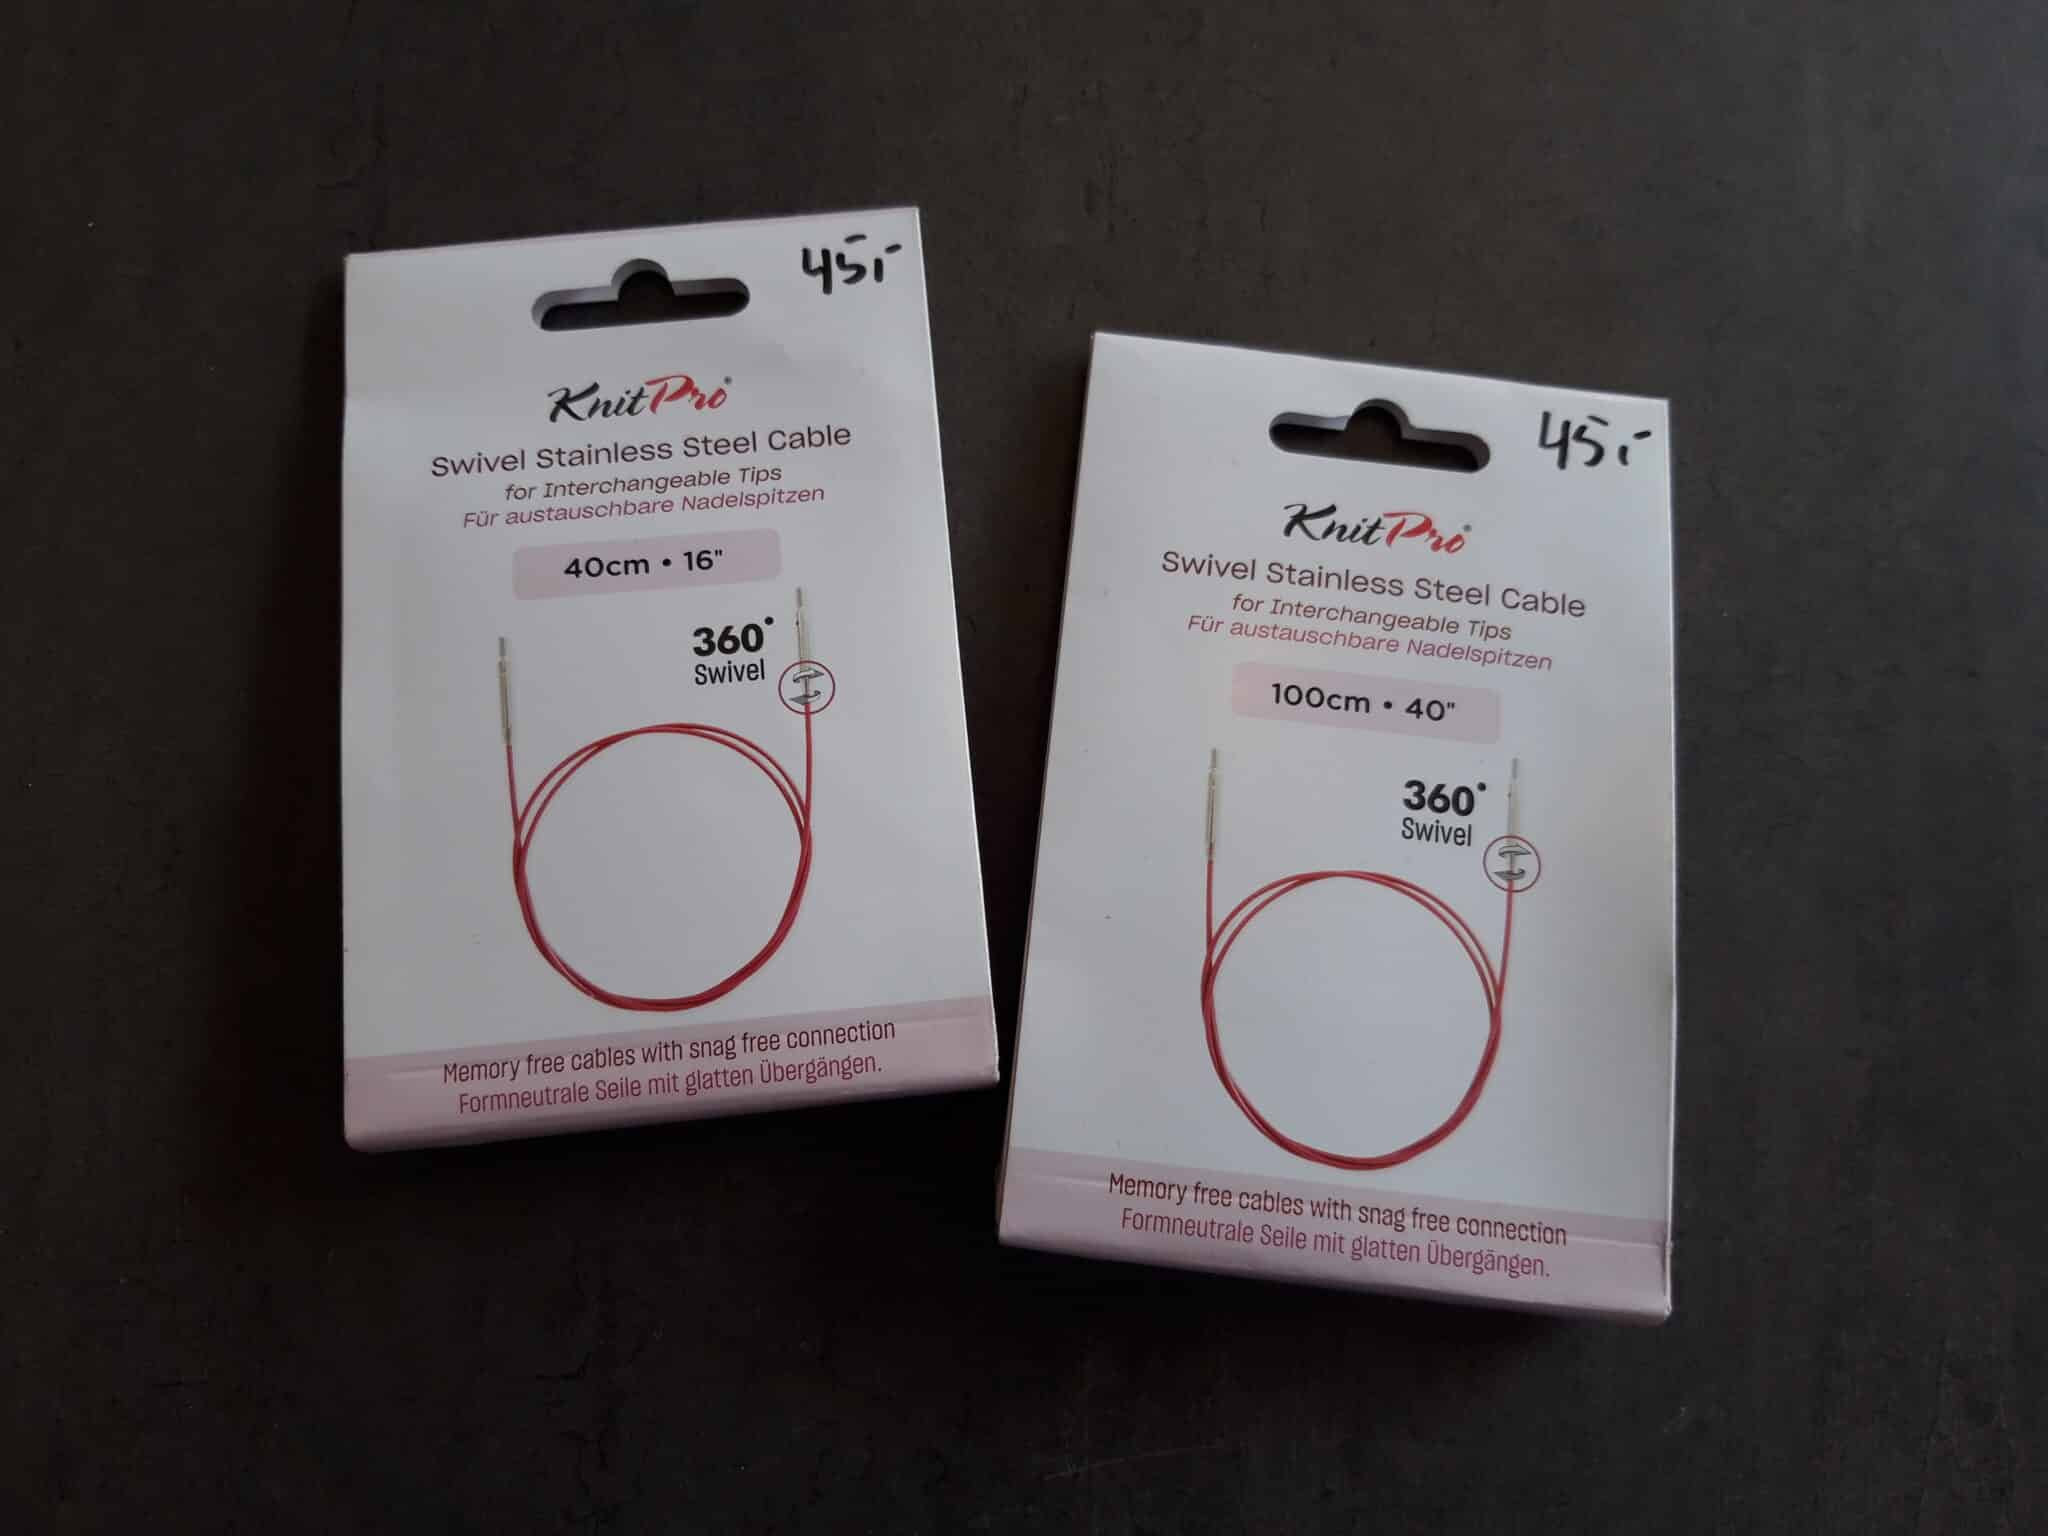 45,-
KnitPro®
Swivel Stainless Steel Cable
for Interchangeable Tips
Für austauschbare Nadelspitzen
40cm • 16"
360°
Swivel
Memory free cables with snag free connection
Formneutrale Seile mit glatten Übergängen.
45,-
KnitPro®
Swivel Stainless Steel Cable
for Interchangeable Tips
Für austauschbare Nadelspitzen
100cm • 40"
360°
Swivel
Memory free cables with snag free connection
Formneutrale Seile mit glatten Übergängen.